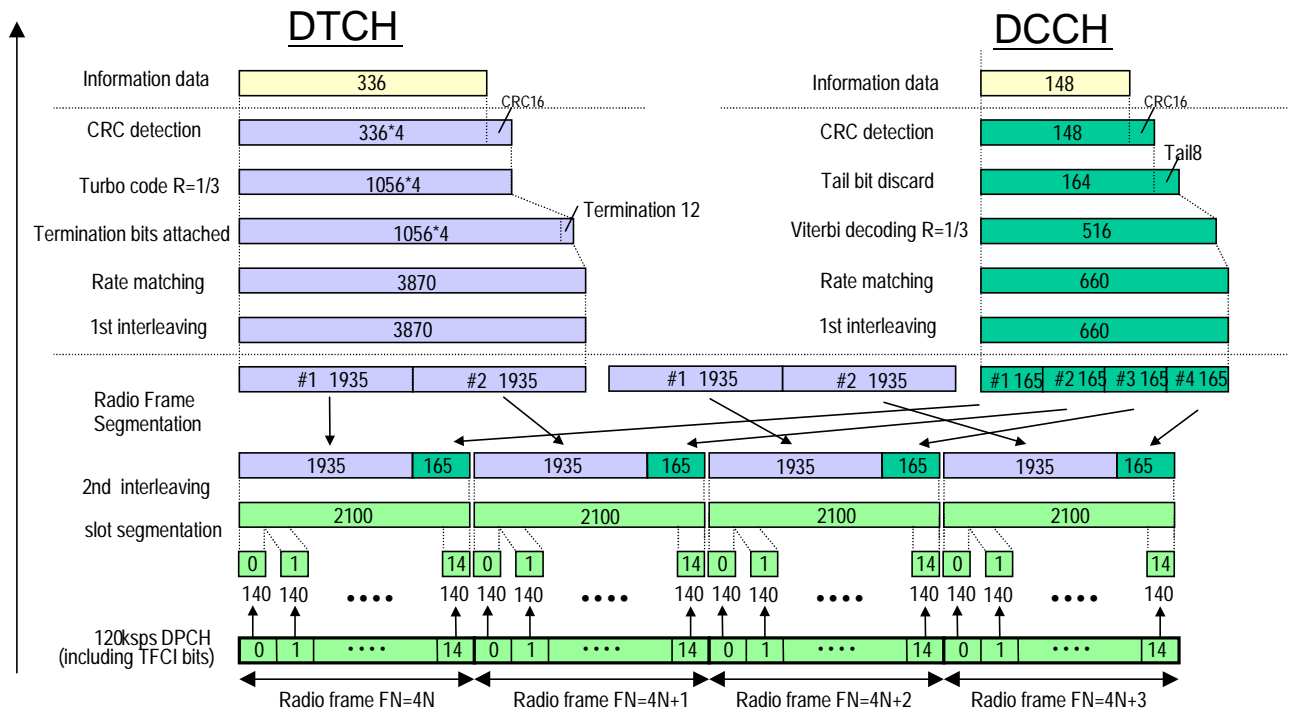 DTCH DCCH
Information data 336 Information data 148
CRC16 CRC16
CRC detection 336*4 CRC detection 148
Tail8
Turbo code R=1/3 1056*4 Tail bit discard 164
Termination 12
Termination bits attached 1056*4 Viterbi decoding R=1/3 516
Rate matching 3870 Rate matching 660
1st interleaving 3870 1st interleaving 660
#1 1935 #2 1935 #1 1935 #2 1935 #1 165 #2 165 #3 165 #4 165
Radio Frame
Segmentation
1935 165 1935 165 1935 165 1935 165
2nd interleaving
slot segmentation 2100 2100 2100 2100
0 1 14 0 1 14 0 1 14 0 1 14
140 140 •••• 140 140 140 •••• 140 140 140 •••• 140 140 140 •••• 140
120ksps DPCH
(including TFCI bits)
0 1 •••• 14 0 1 •••• 14 0 1 •••• 14 0 1 •••• 14
Radio frame FN=4N Radio frame FN=4N+1 Radio frame FN=4N+2 Radio frame FN=4N+3